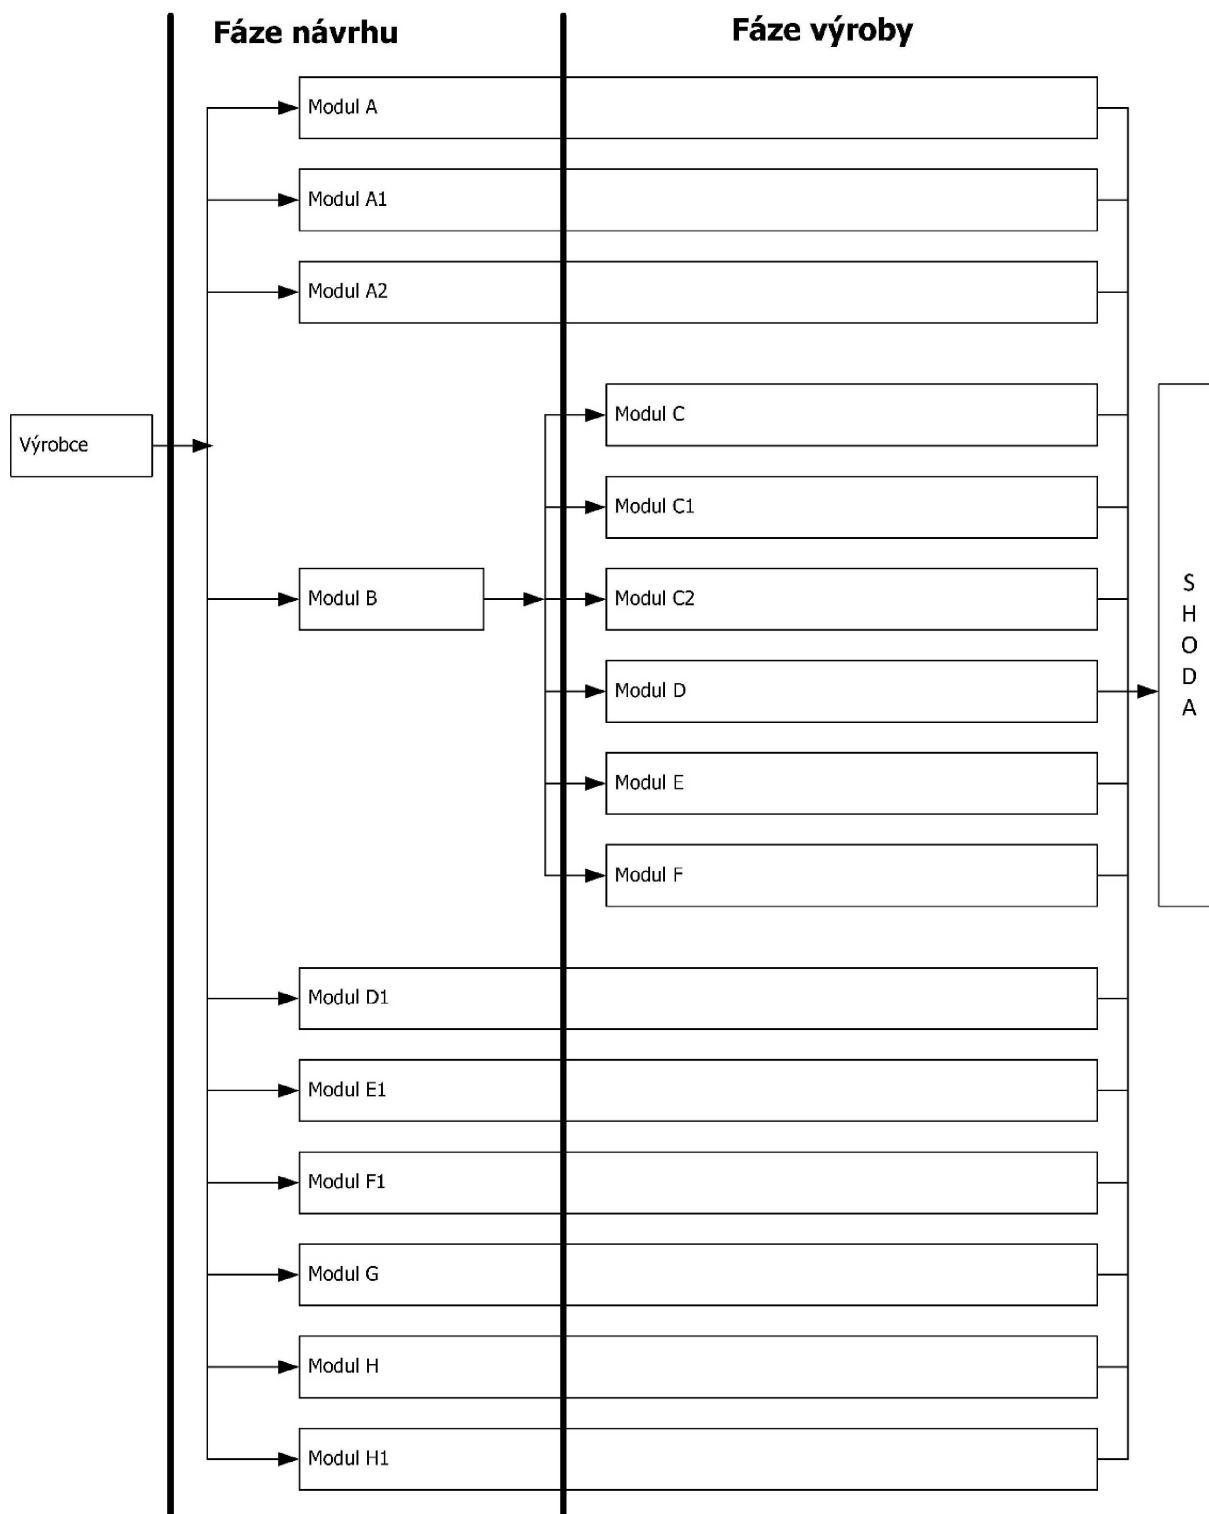 Fáze návrhu
Fáze výroby
Modul A
Modul A1
Modul A2
Výrobce
Modul B
Modul C
Modul C1
Modul C2
Modul D
Modul E
Modul F
Modul D1
Modul E1
Modul F1
Modul G
Modul H
Modul H1
S
H
O
D
A